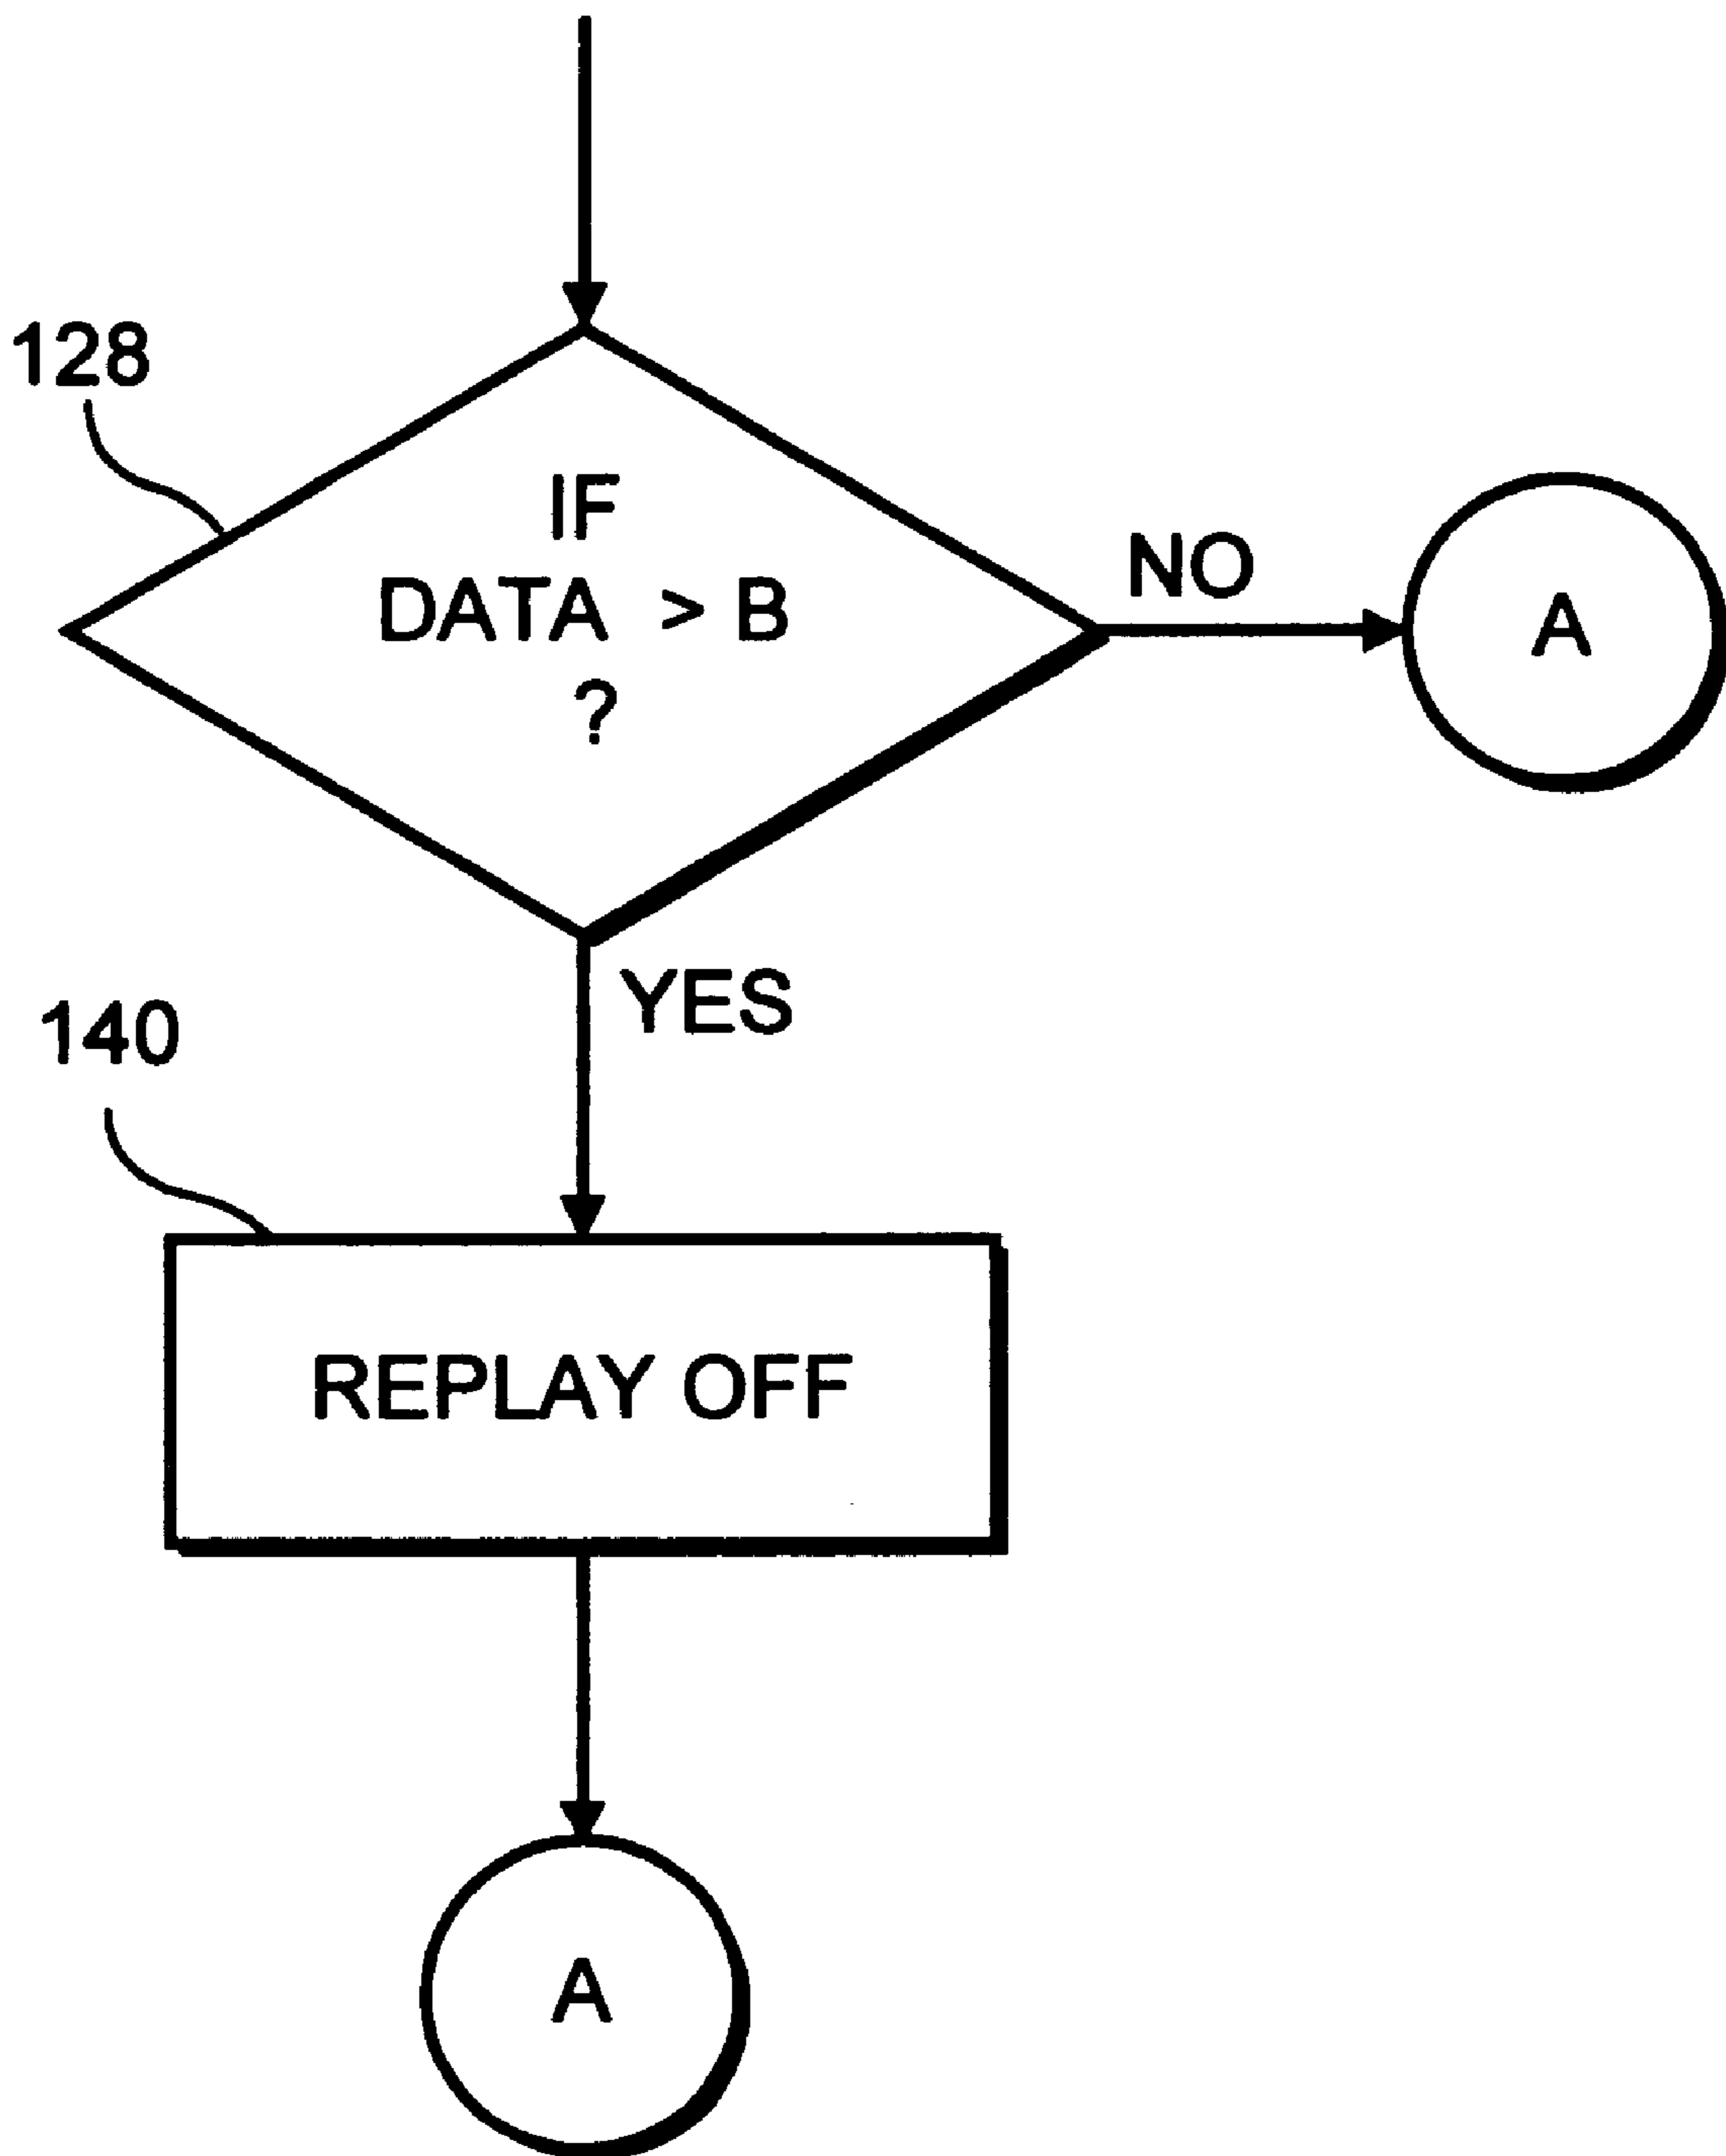 128
IF
DATA > B
?
NO
A
YES
140
REPLAY OFF
A